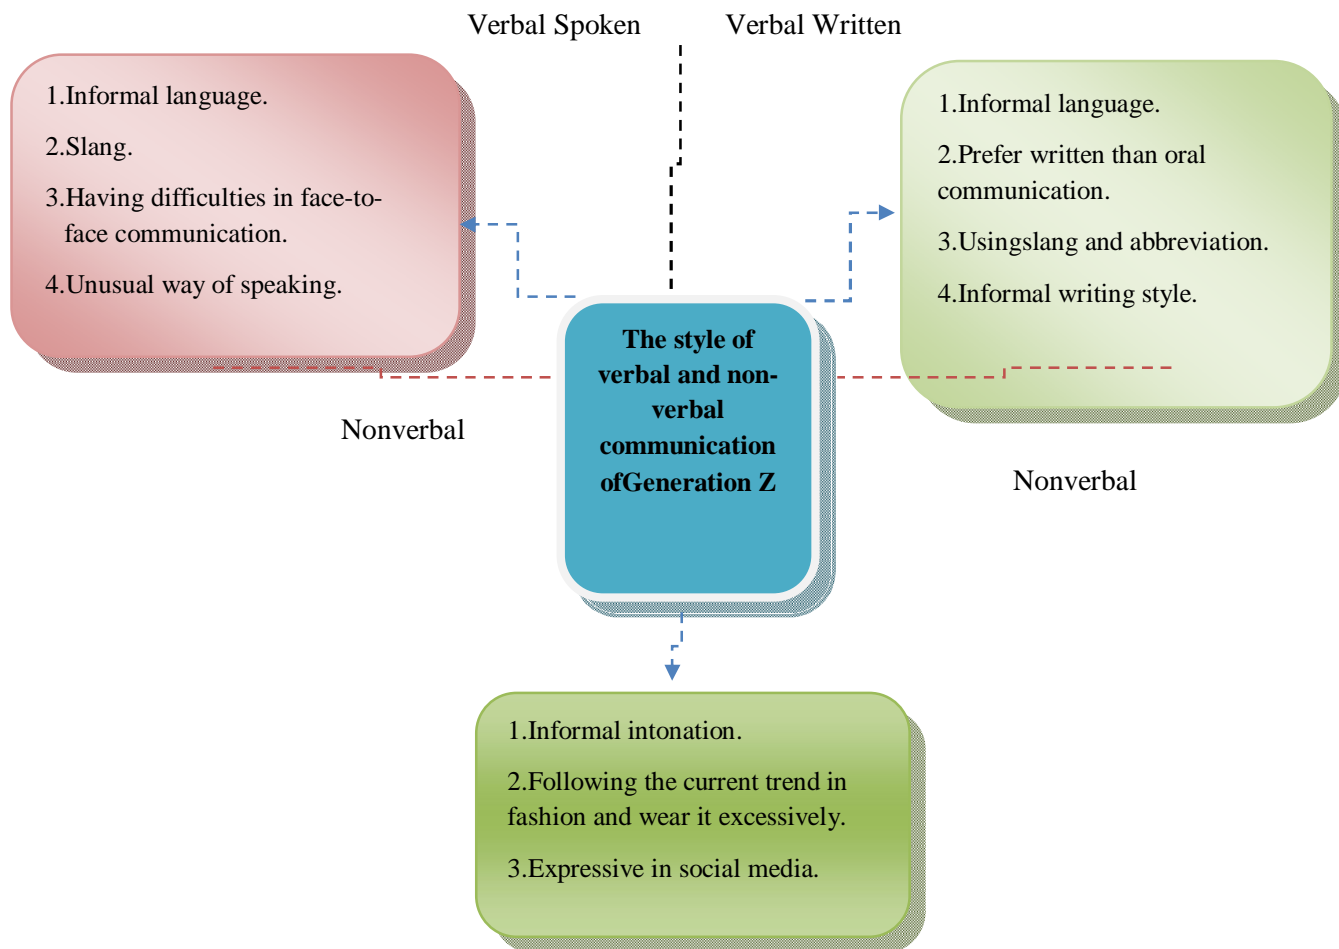 Verbal Spoken
Verbal Written
1.Informal language.
2.Slang.
3.Having difficulties in face-to-
face communication.
4.Unusual way of speaking.
1.Informal language.
2.Prefer written than oral
communication.
3.Usingslang and abbreviation.
4.Informal writing style.
The style of
verbal and non-
verbal
communication
ofGeneration Z
Nonverbal
Nonverbal
1.Informal intonation.
2.Following the current trend in
fashion and wear it excessively.
3.Expressive in social media.